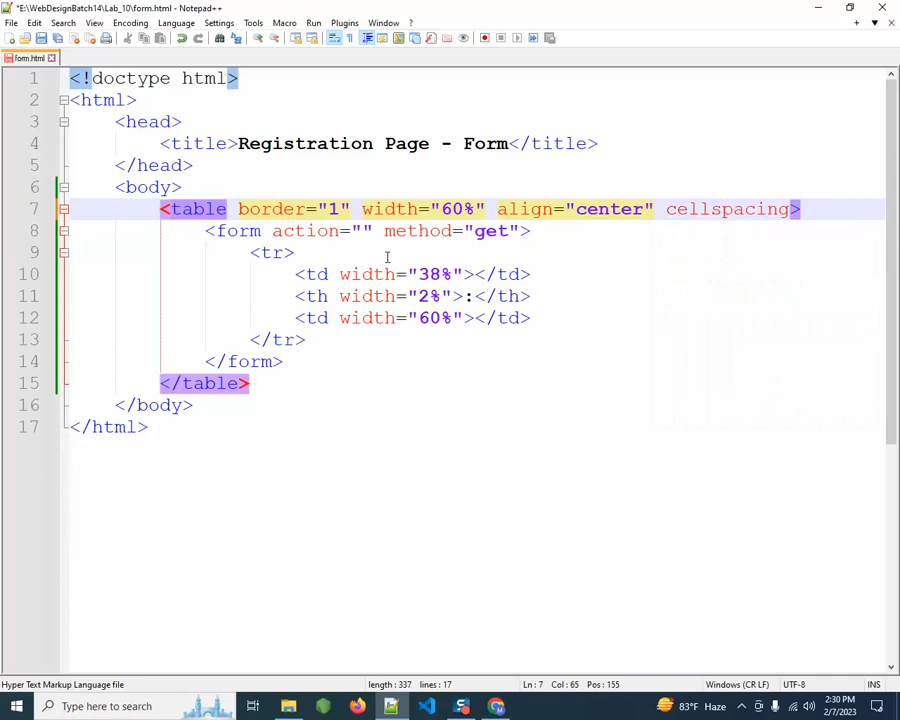 *E:\WebDesignBatch14\Lab_10\form.html - Notepad++
File Edit Search View Encoding Language Settings Tools Macro Run Plugins Window ?
form.html
1 <!doctype html>
2 <html>
3 <head>
4 <title>Registration Page - Form</title>
5 </head>
6 <body>
7 <table border="1" width="60%" align="center" cellspacing>
8 <form action="" method="get">
9 <tr>
10 <td width="38%"></td>
11 <th width="2%">:</th>
12 <td width="60%"></td>
13 </tr>
14 </form>
15 </table>
16 </body>
17 </html>
Hyper Text Markup Language file length : 337 lines : 17 Ln : 7 Col : 65 Pos : 155 Windows (CR LF) UTF-8 INS
Type here to search 83°F Haze 2:30 PM
2/7/2023